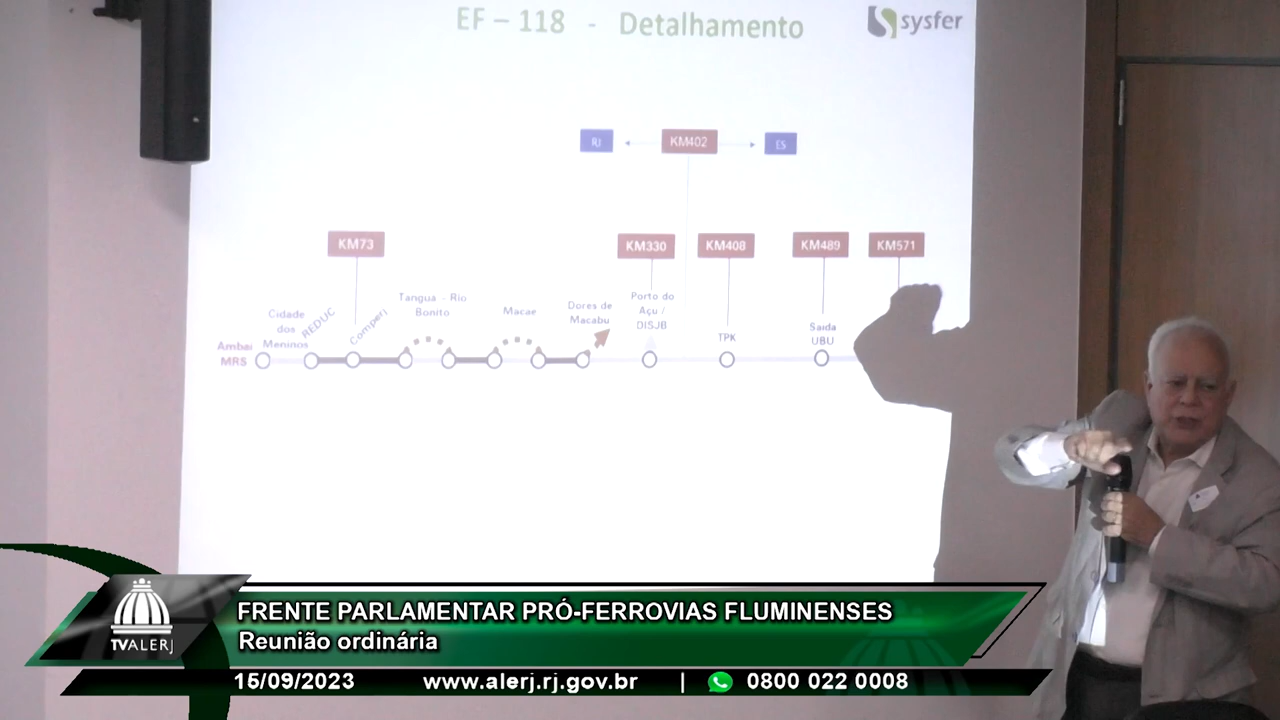 EF – 118 - Detalhamento
sysfer
RJ
KM402
ES
KM73
KM330
KM408
KM489
KM571
Cidade
dos
Meninos
REDUC
Comperj
Tanguá - Rio
Bonito
Macae
Dores de
Macabu
Porto do
Açu /
DISJB
TPK
Saída
UBU
Ambaí
MRS
FRENTE PARLAMENTAR PRÓ-FERROVIAS FLUMINENSES
Reunião ordinária
TVALERJ
15/09/2023 www.alerj.rj.gov.br | 0800 022 0008